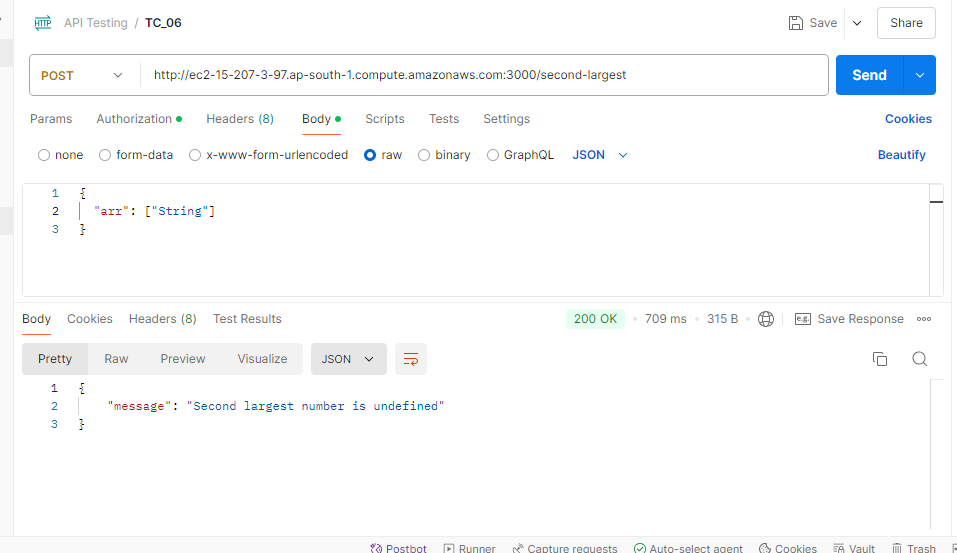 HTTP API Testing / TC_06 Save Share
POST http://ec2-15-207-3-97.ap-south-1.compute.amazonaws.com:3000/second-largest Send
Params Authorization Headers (8) Body Scripts Tests Settings Cookies
none form-data x-www-form-urlencoded raw binary GraphQL JSON Beautify
1 {
2 "arr": ["String"]
3 }
Body Cookies Headers (8) Test Results 200 OK 709 ms 315 B e.g. Save Response
Pretty Raw Preview Visualize JSON
1 {
2 "message": "Second largest number is undefined"
3 }
Postbot Runner Capture requests Auto-select agent Cookies Vault Trash